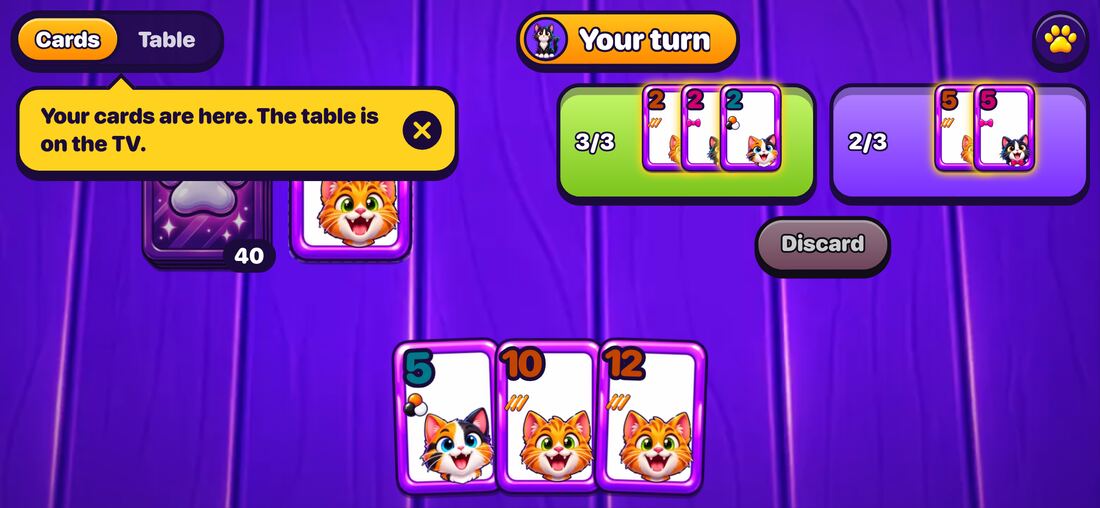 Cards
Table
Your turn
Your cards are here. The table is
on the TV.
3/3
2
2
2
2/3
5
5
40
Discard
5
10
12